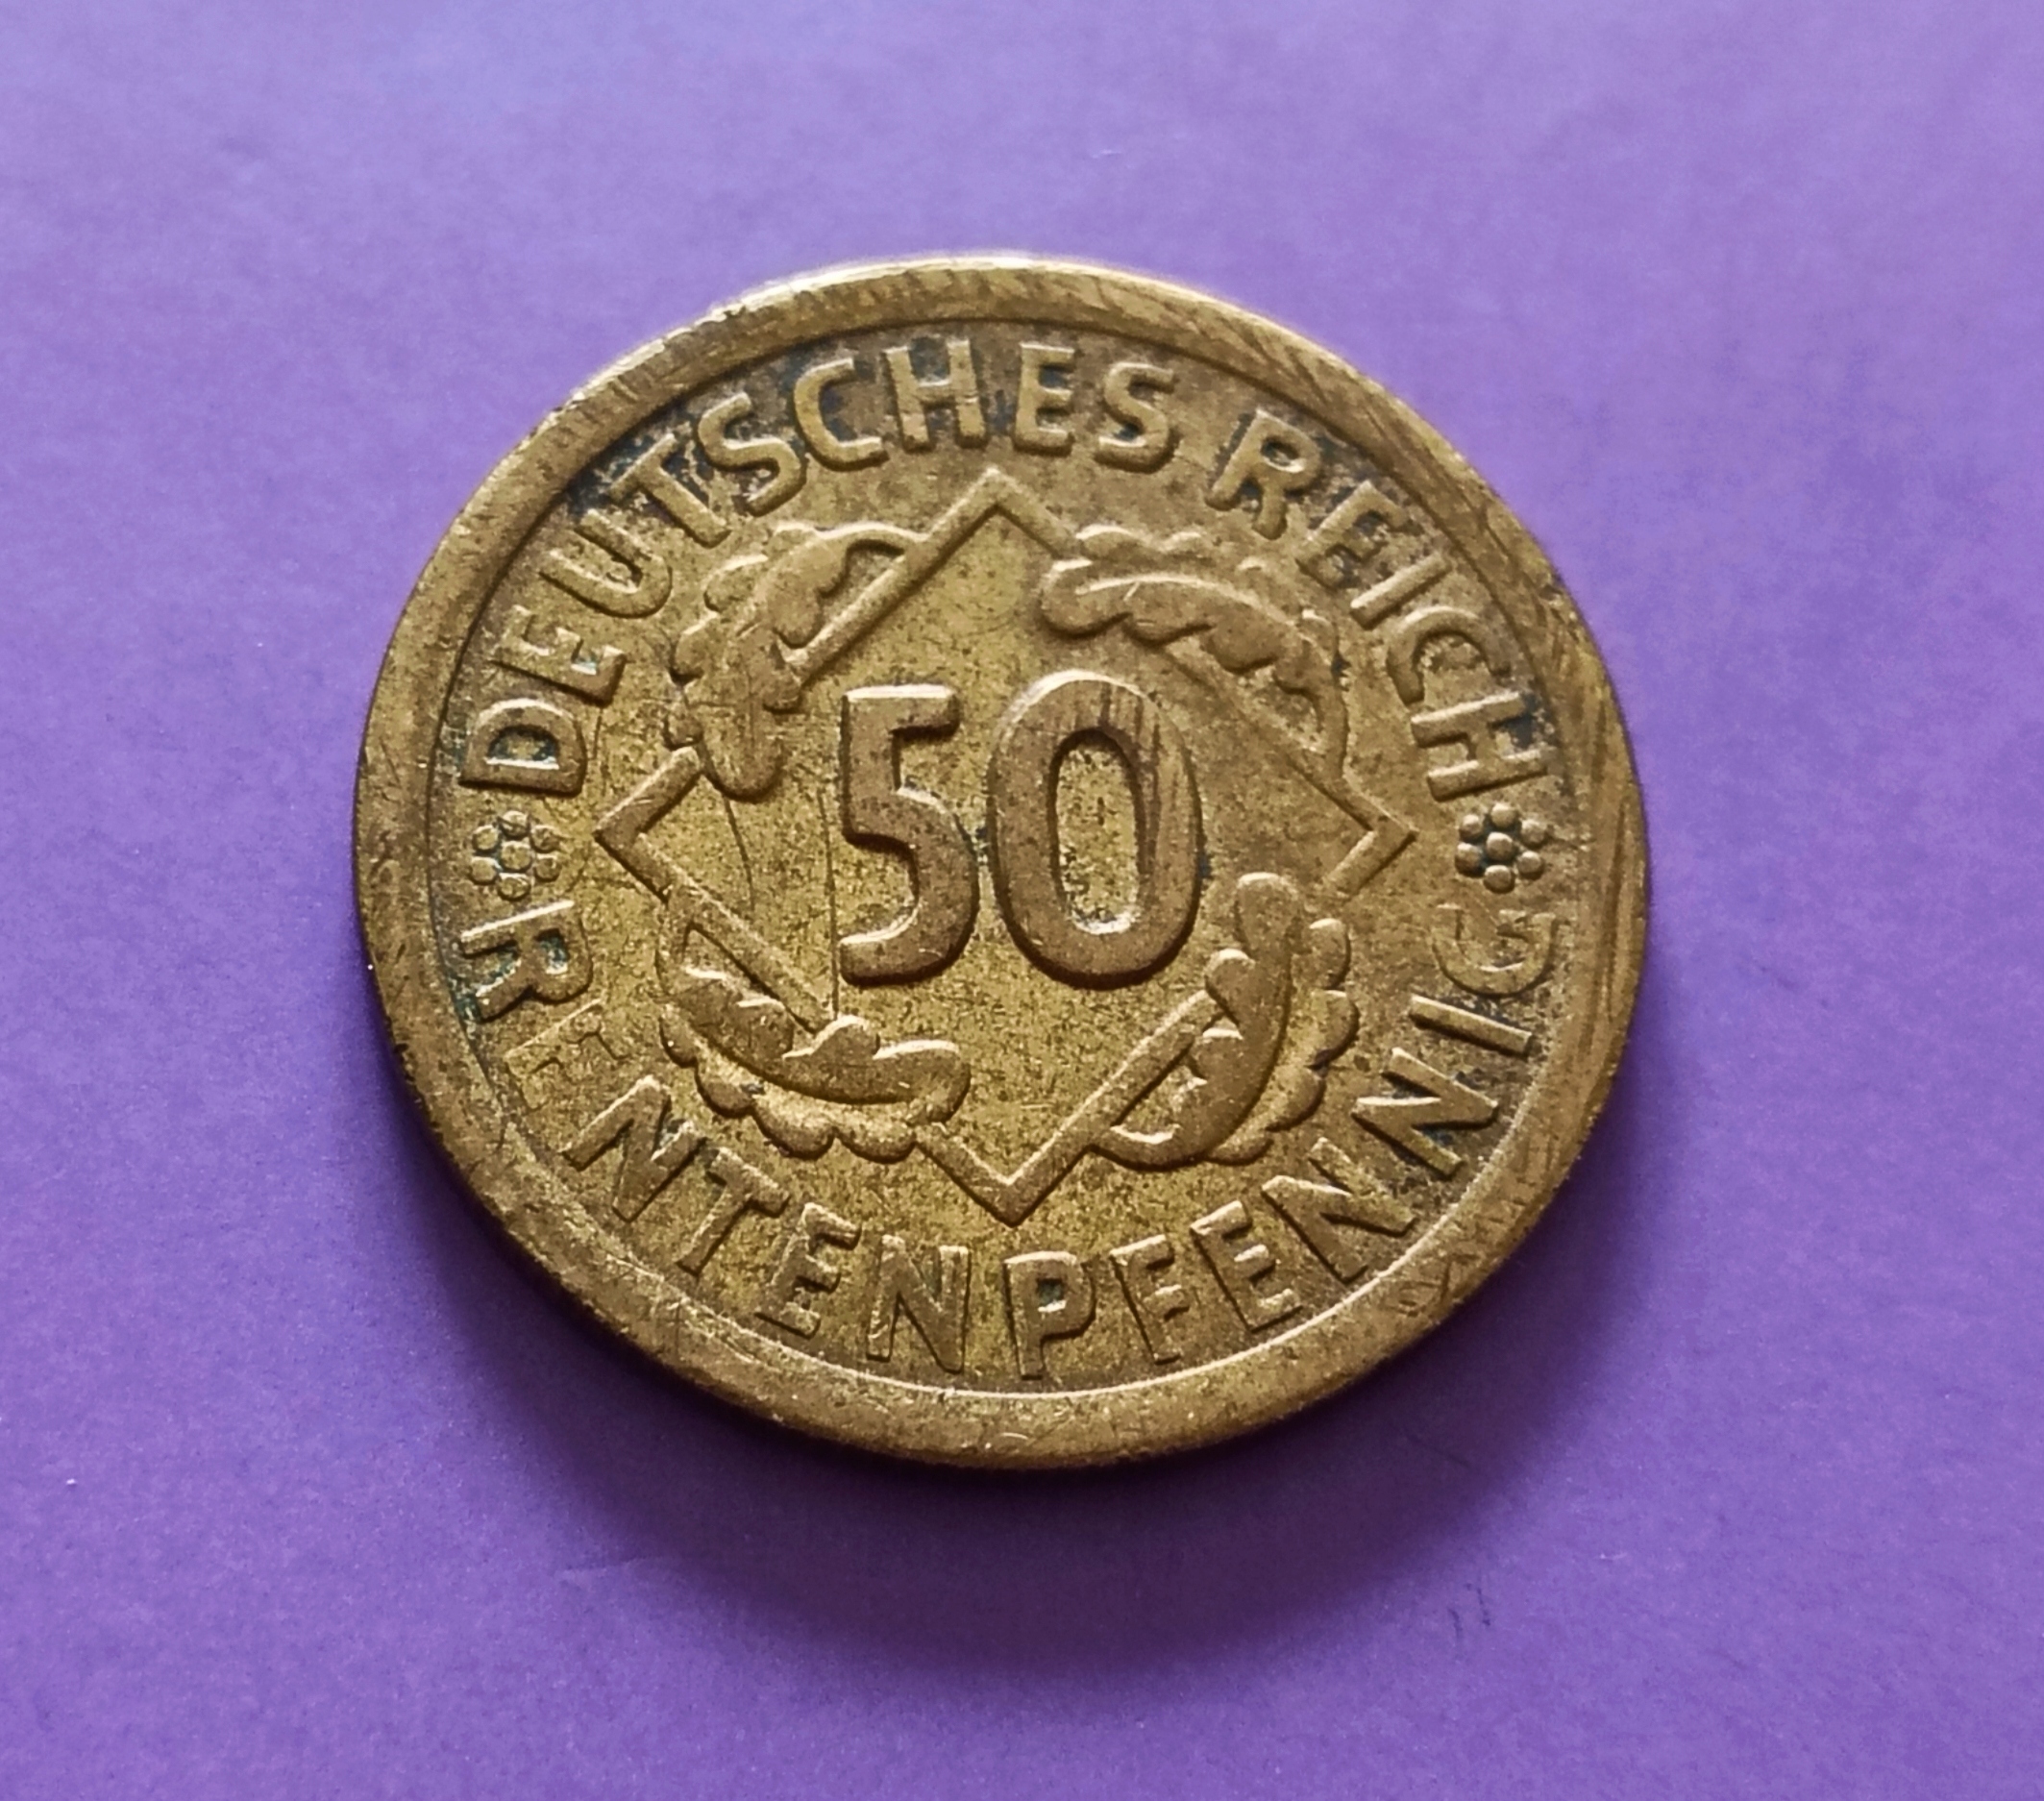 DEUTSCHES REICH
50
RENTENPFENNIG